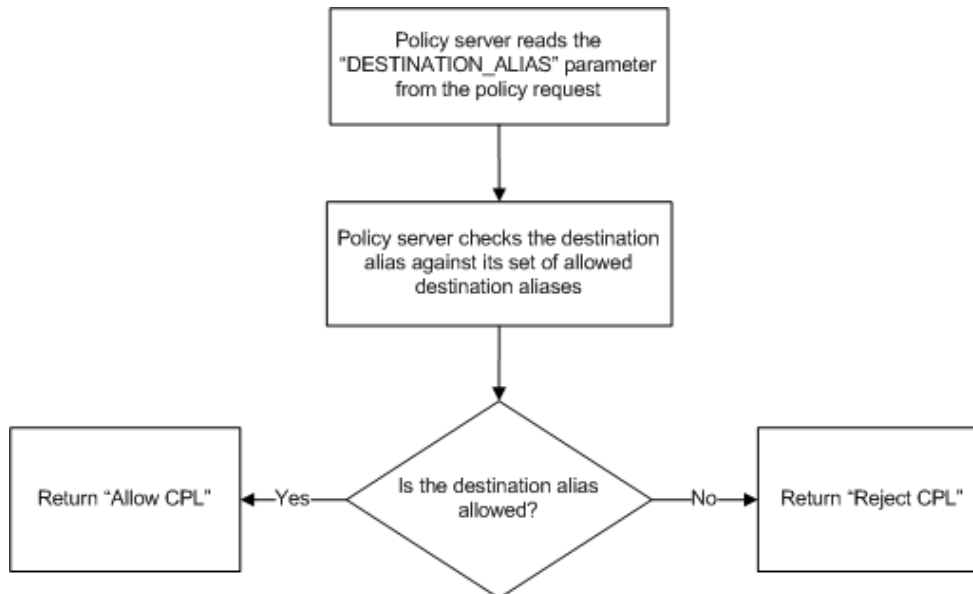 Policy server reads the
“DESTINATION_ALIAS” parameter
from the policy request
Policy server checks the destination
alias against its set of allowed
destination aliases
Is the destination alias
allowed?
Return “Allow CPL”
Yes
No
Return “Reject CPL”